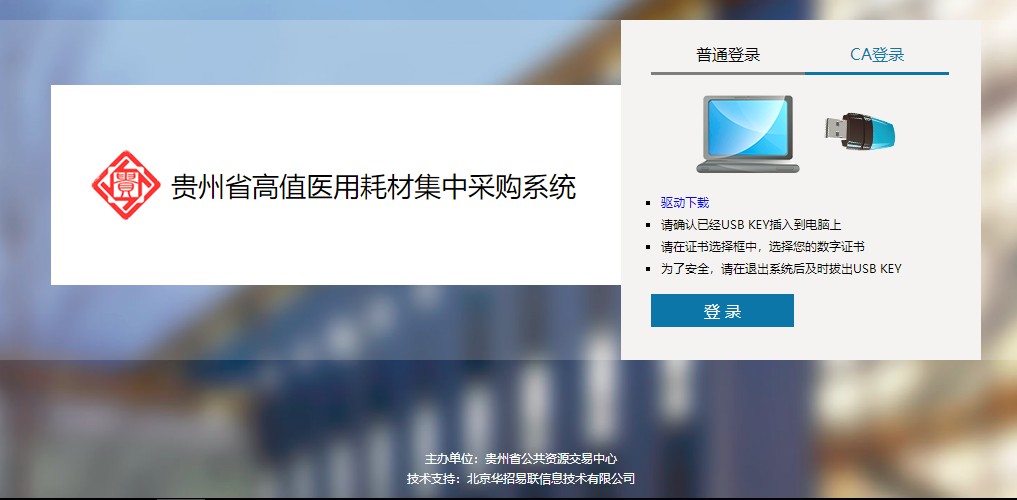 普通登录
CA登录
贵州省高值医用耗材集中采购系统
驱动下载
请确认已经USB KEY插入到电脑上
请在证书选择框中，选择您的数字证书
为了安全，请在退出系统后及时拔出USB KEY
登 录
主办单位：贵州省公共资源交易中心
技术支持：北京华招易联信息技术有限公司